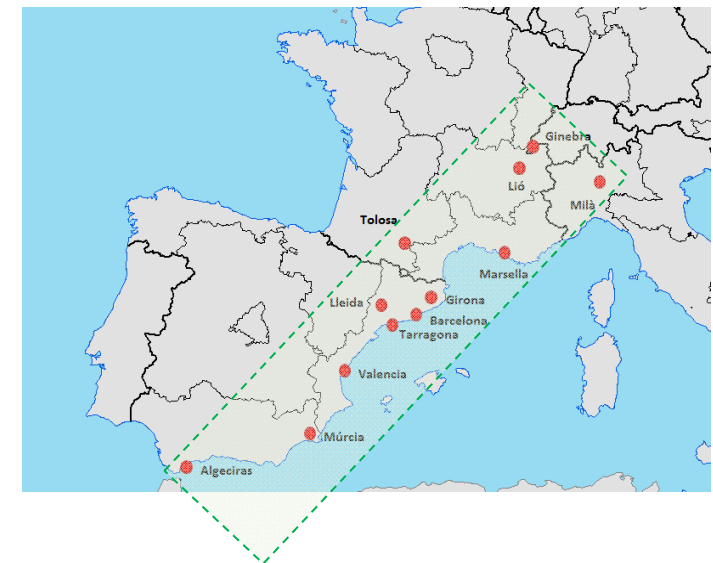 Ginebra
Lió
Milà
Tolosa
Marsella
Lleida
Girona
Barcelona
Tarragona
Valencia
Múrcia
Algeciras